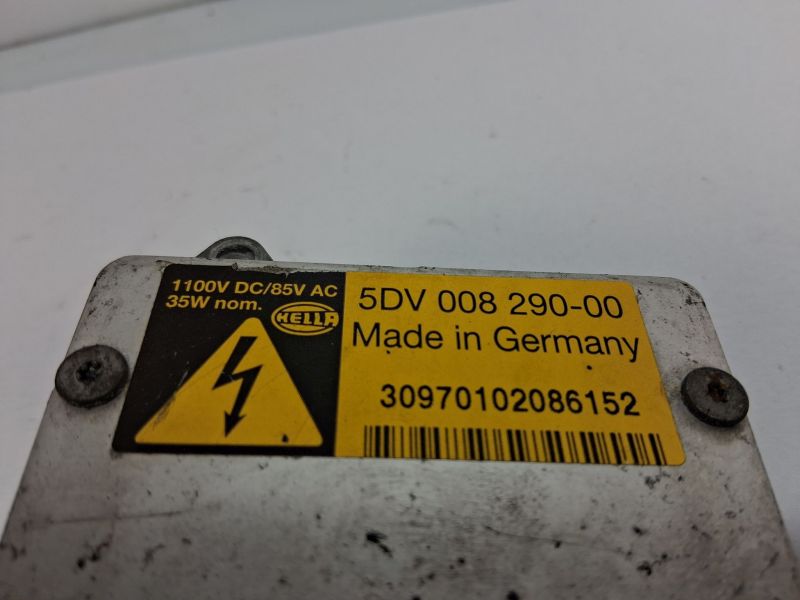 1100V DC/85V AC
35W nom.
HELLA
5DV 008 290-00
Made in Germany
30970102086152